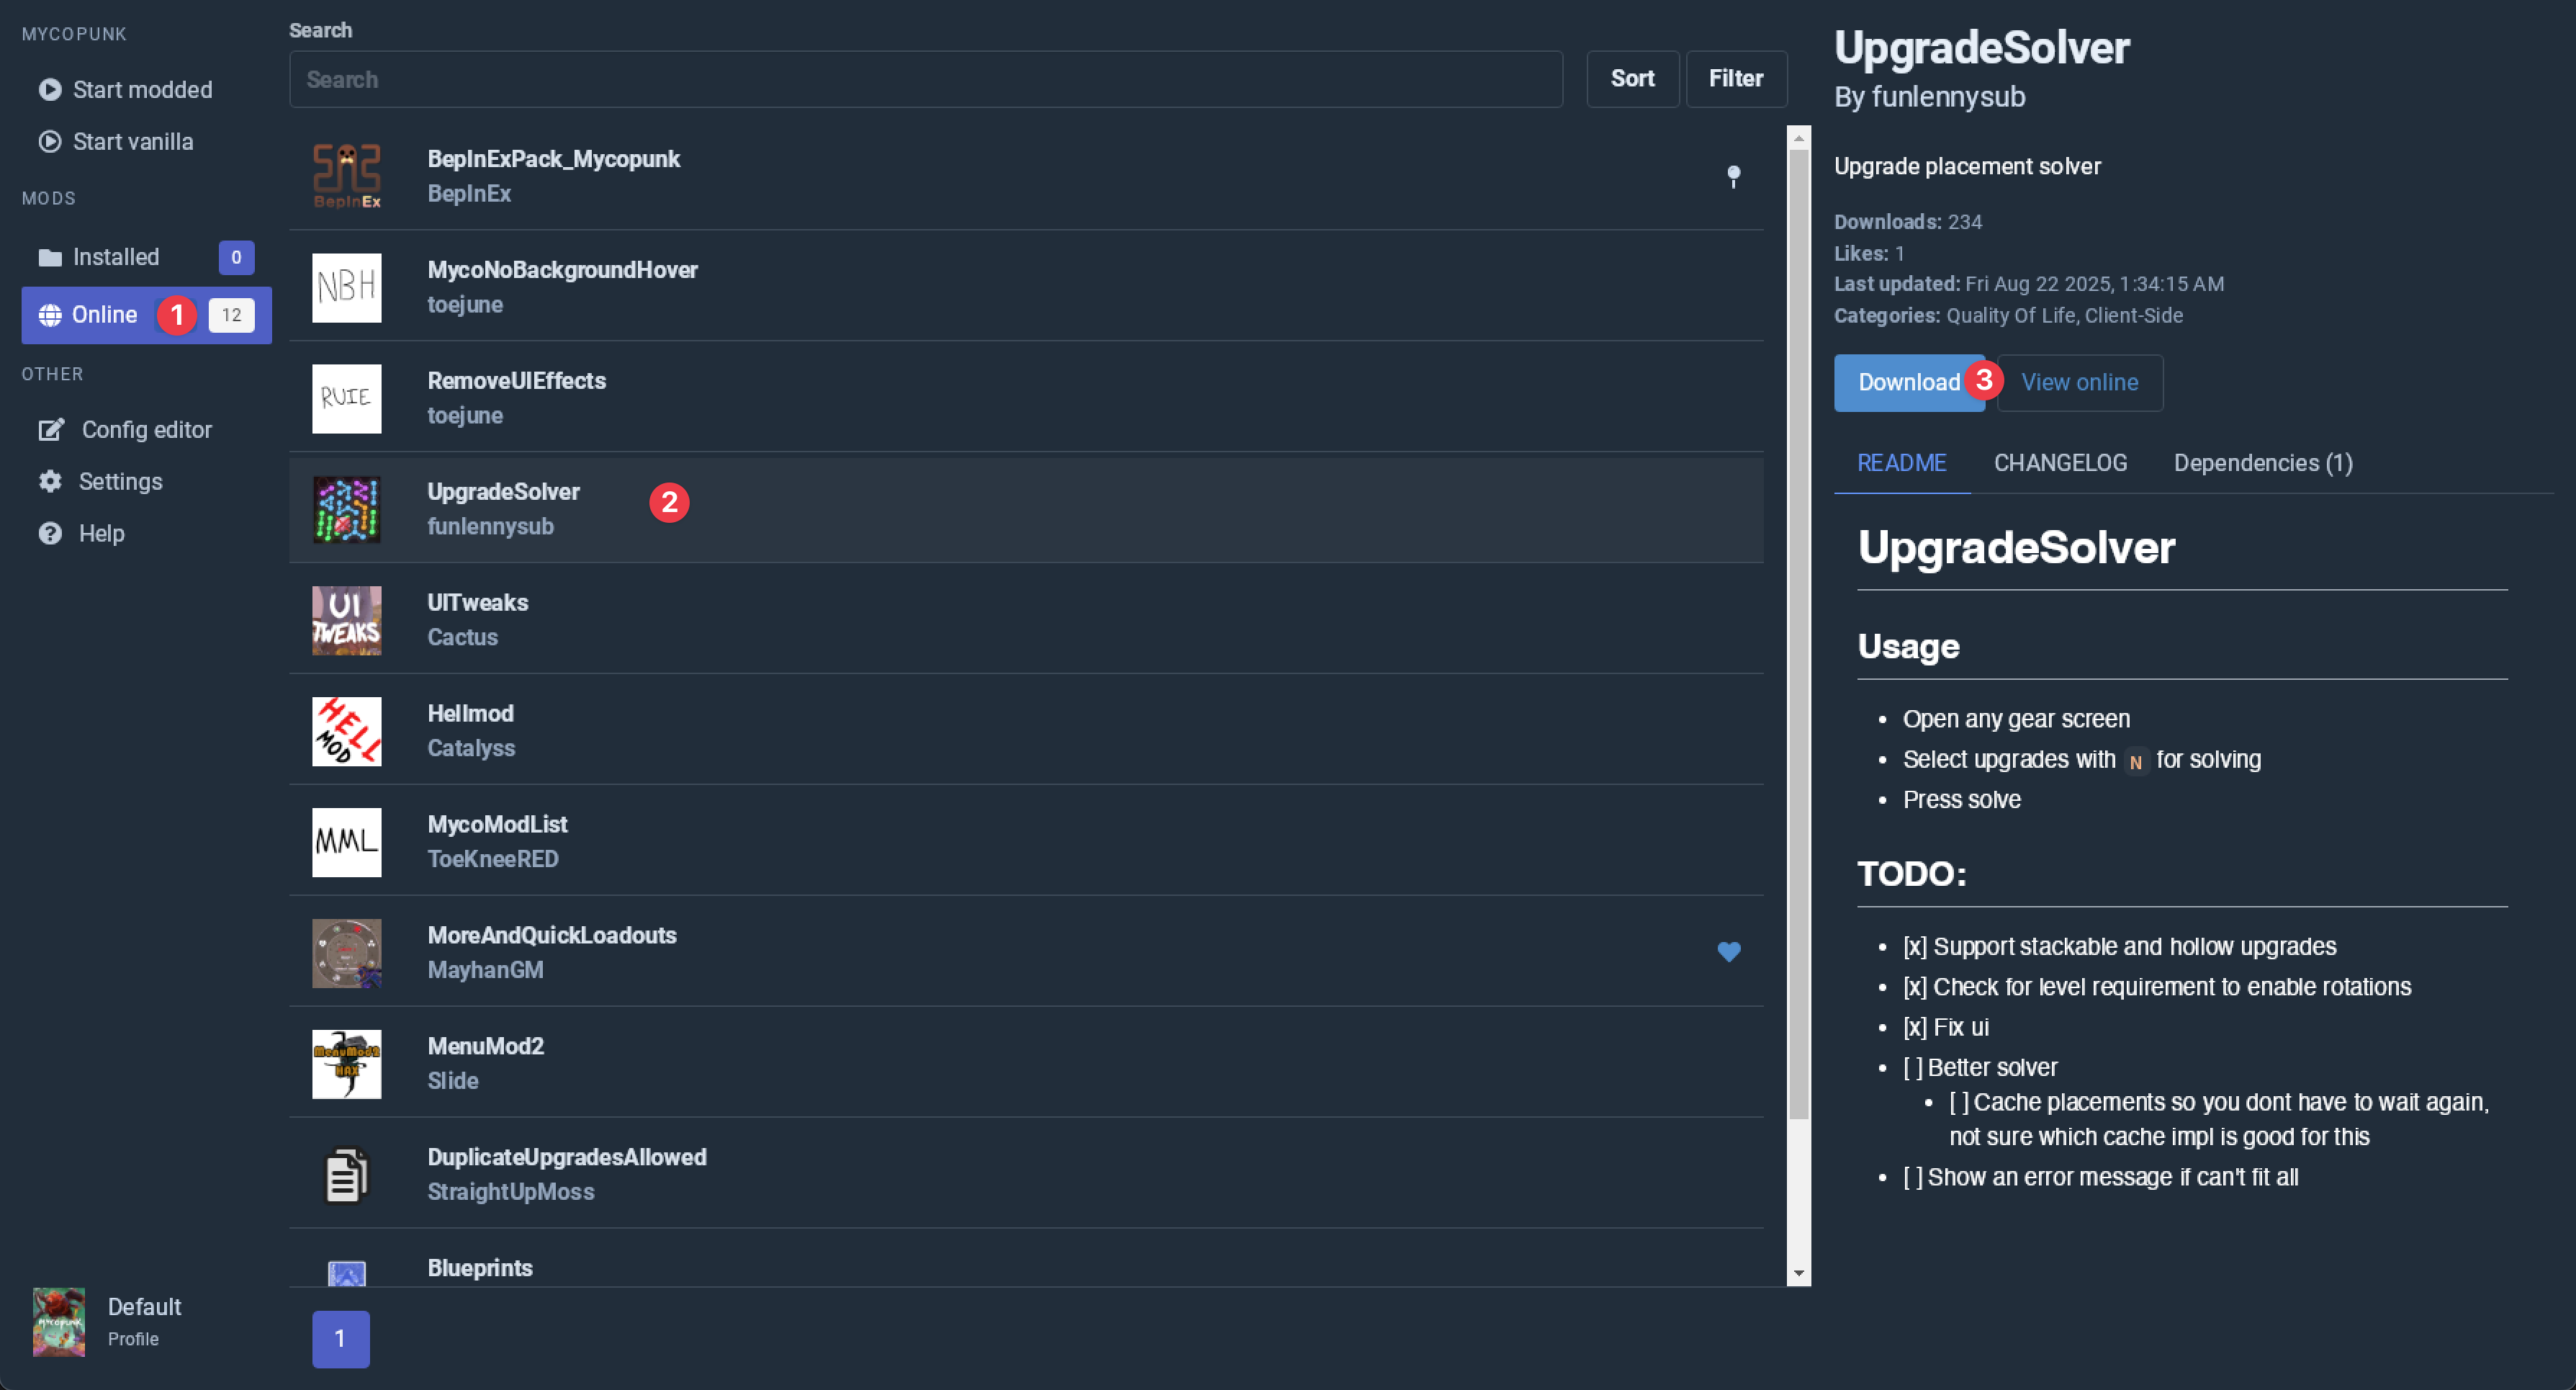 MYCOPUNK
Start modded
Start vanilla
MODS
Installed 0
Online 1 12
OTHER
Config editor
Settings
Help
Default
Profile
Search
Search
Sort Filter
BepInEx
BepInExPack_Mycopunk
BepInEx
NBH
MycoNoBackgroundHover
toejune
RUIE
RemoveUIEffects
toejune
UpgradeSolver 2
funlennysub
UI
TWEAKS
UITweaks
Cactus
HELL
MOD
Hellmod
Catalyss
MML
MycoModList
ToeKneeRED
MoreAndQuickLoadouts
MayhanGM
MenuMod2
HAX
MenuMod2
Slide
DuplicateUpgradesAllowed
StraightUpMoss
Blueprints
1
UpgradeSolver
By funlennysub
Upgrade placement solver
Downloads: 234
Likes: 1
Last updated: Fri Aug 22 2025, 1:34:15 AM
Categories: Quality Of Life, Client-Side
Download 3 View online
README CHANGELOG Dependencies (1)
UpgradeSolver
Usage
• Open any gear screen
• Select upgrades with N for solving
• Press solve
TODO:
• [x] Support stackable and hollow upgrades
• [x] Check for level requirement to enable rotations
• [x] Fix ui
• [ ] Better solver
• [ ] Cache placements so you dont have to wait again,
not sure which cache impl is good for this
• [ ] Show an error message if can't fit all